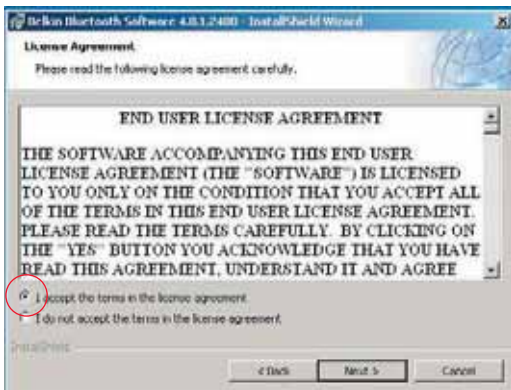 Belkin Bluetooth Software 4.0.1.2400 - InstallShield Wizard
License Agreement
Please read the following license agreement carefully.
END USER LICENSE AGREEMENT
THE SOFTWARE ACCOMPANYING THIS END USER
LICENSE AGREEMENT (THE "SOFTWARE") IS LICENSED
TO YOU ONLY ON THE CONDITION THAT YOU ACCEPT ALL
OF THE TERMS IN THIS END USER LICENSE AGREEMENT.
PLEASE READ THE TERMS CAREFULLY. BY CLICKING ON
THE "YES" BUTTON YOU ACKNOWLEDGE THAT YOU HAVE
READ THIS AGREEMENT, UNDERSTAND IT AND AGREE
I accept the terms in the license agreement
I do not accept the terms in the license agreement
InstallShield
< Back Next > Cancel